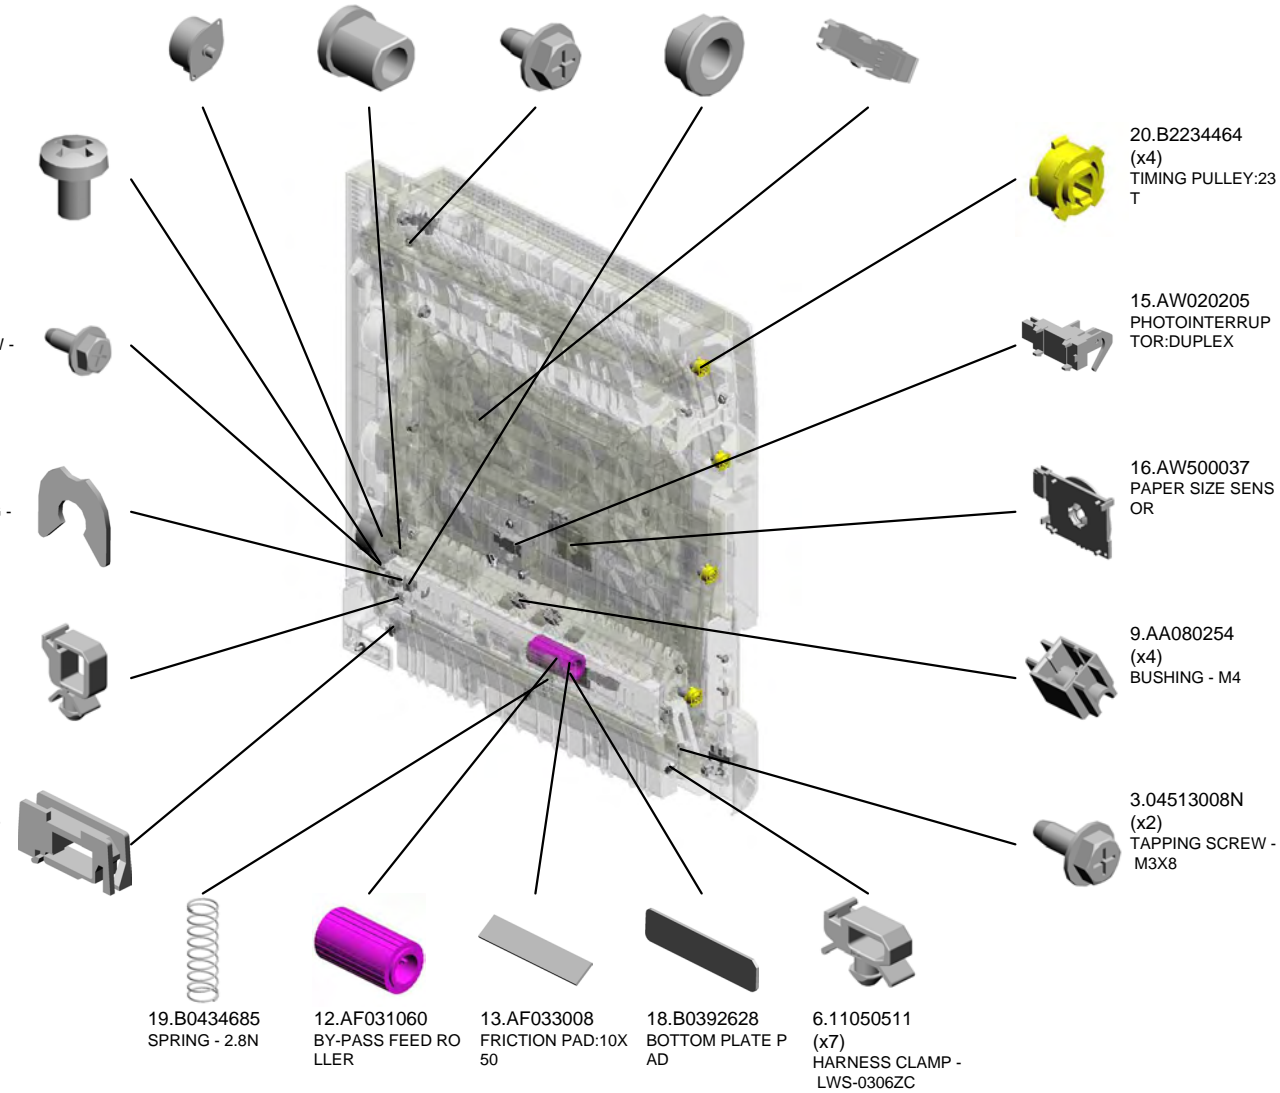 20.B2234464
(x4)
TIMING PULLEY:23
T
15.AW020205
PHOTOINTERRUP
TOR:DUPLEX
16.AW500037
PAPER SIZE SENS
OR
9.AA080254
(x4)
BUSHING - M4
3.04513008N
(x2)
TAPPING SCREW -
M3X8
19.B0434685
SPRING - 2.8N
12.AF031060
BY-PASS FEED RO
LLER
13.AF033008
FRICTION PAD:10X
50
18.B0392628
BOTTOM PLATE P
AD
6.11050511
(x7)
HARNESS CLAMP -
LWS-0306ZC